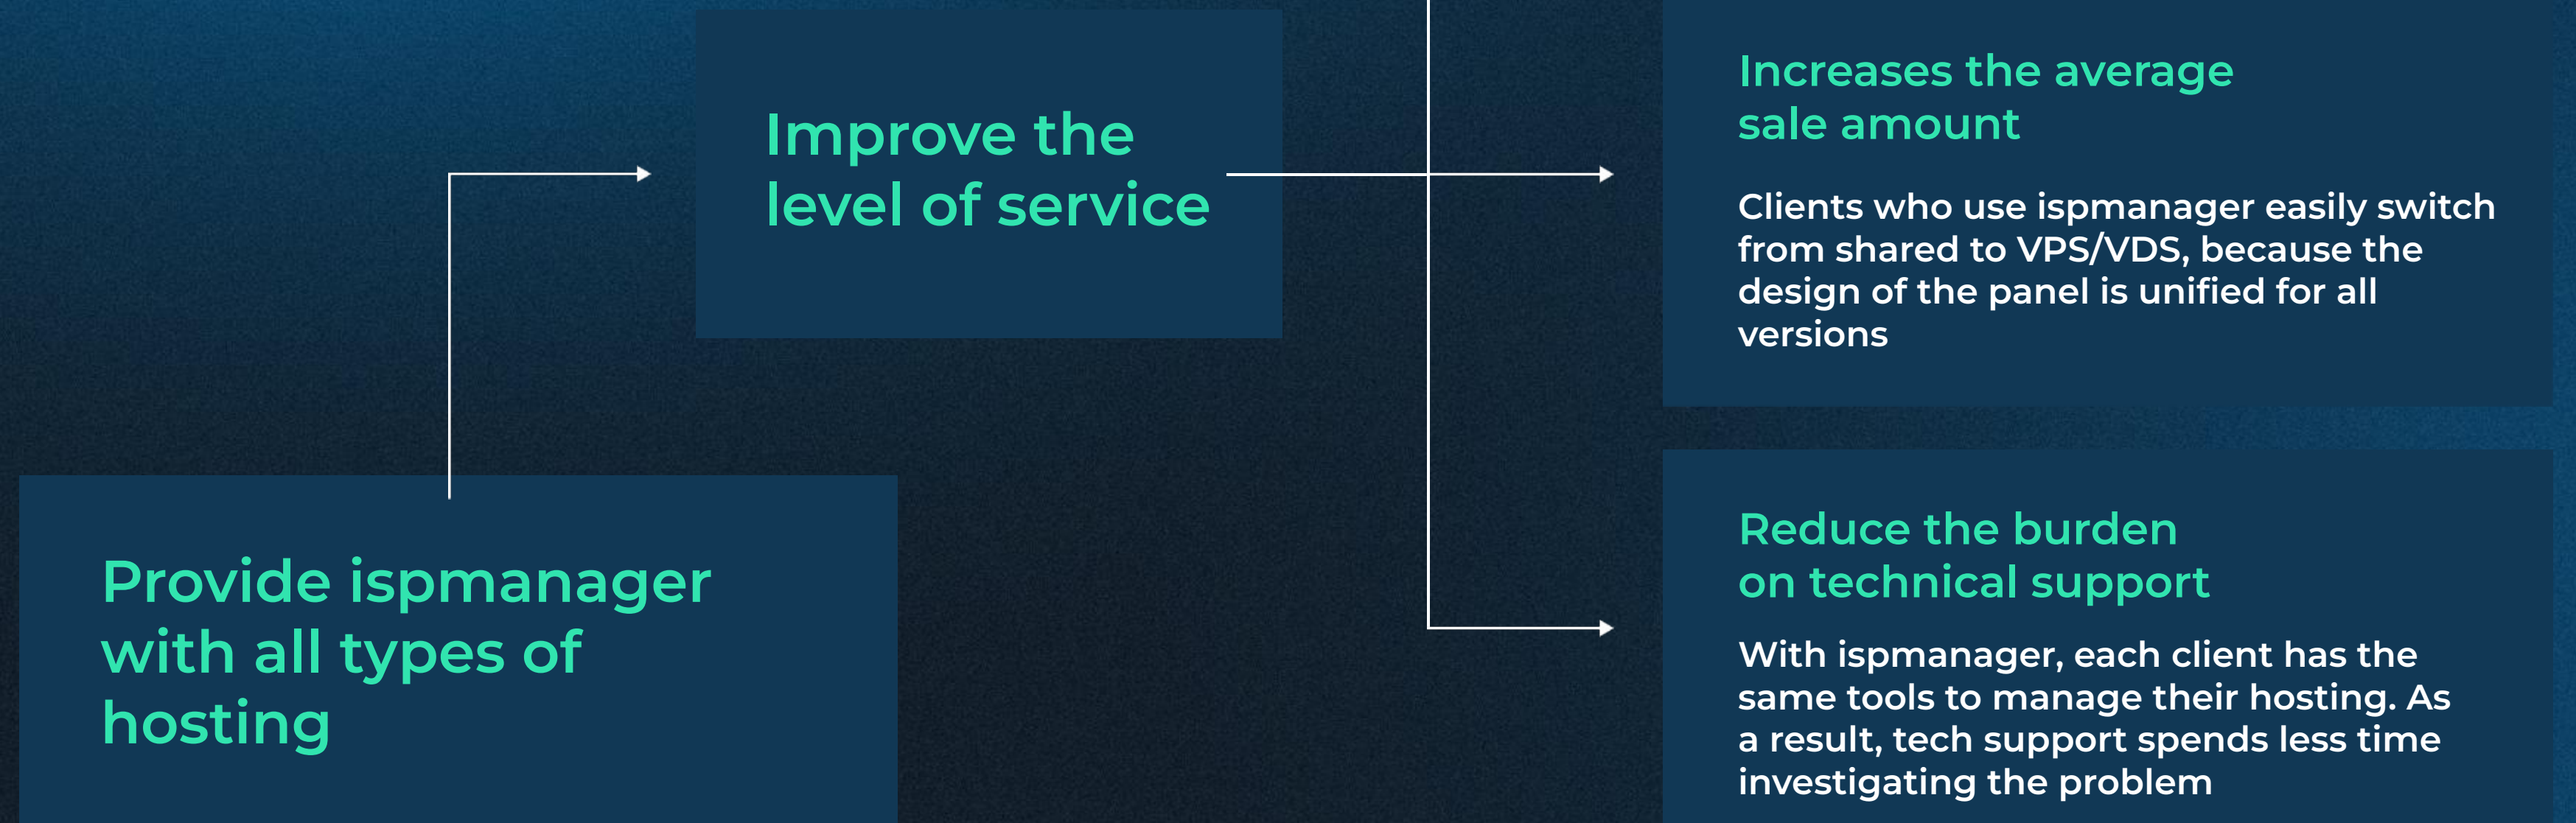 Improve the
level of service
Provide ispmanager
with all types of
hosting
Increases the average
sale amount
Clients who use ispmanager easily switch
from shared to VPS/VDS, because the
design of the panel is unified for all
versions
Reduce the burden
on technical support
With ispmanager, each client has the
same tools to manage their hosting. As
a result, tech support spends less time
investigating the problem